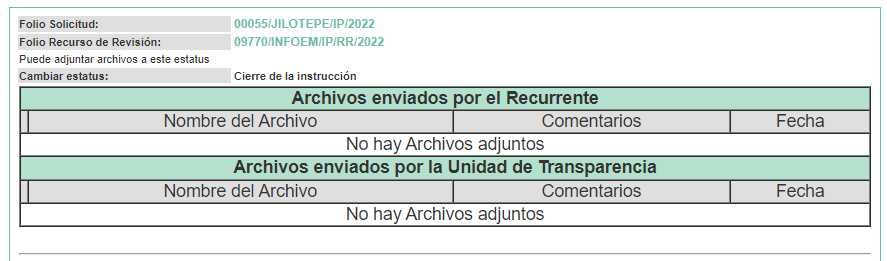 Folio Solicitud: 00055/JILOTEPE/IP/2022
Folio Recurso de Revisión: 09770/INFOEM/IP/RR/2022
Puede adjuntar archivos a este estatus
Cambiar estatus: Cierre de la instrucción
Archivos enviados por el Recurrente
Nombre del Archivo Comentarios Fecha
No hay Archivos adjuntos
Archivos enviados por la Unidad de Transparencia
Nombre del Archivo Comentarios Fecha
No hay Archivos adjuntos